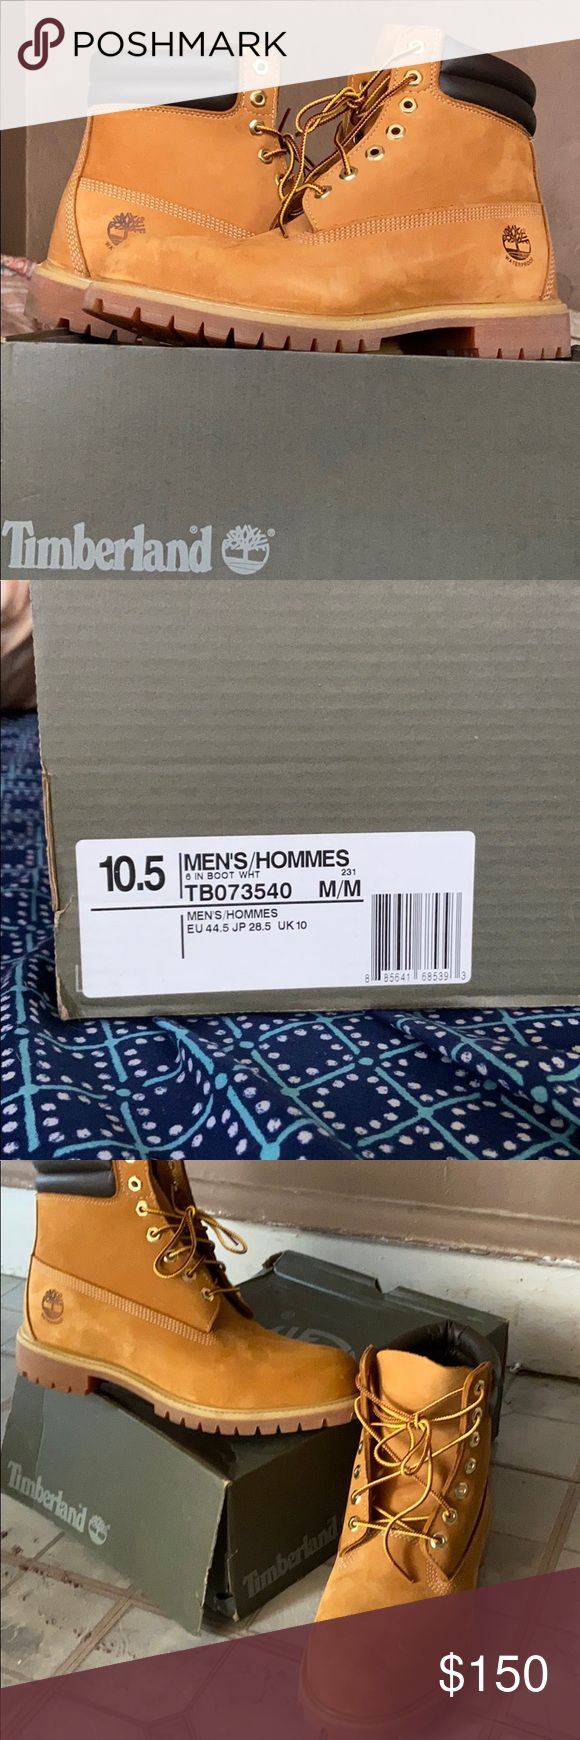 POSHMARK
WATERPROOF
Timberland®
10.5 MEN'S/HOMMES
6 IN BOOT WHT 231
TB073540 M/M
MEN'S/HOMMES
EU 44.5 JP 28.5 UK 10
8 85641 68539 3
Timberland
Timberland
$150